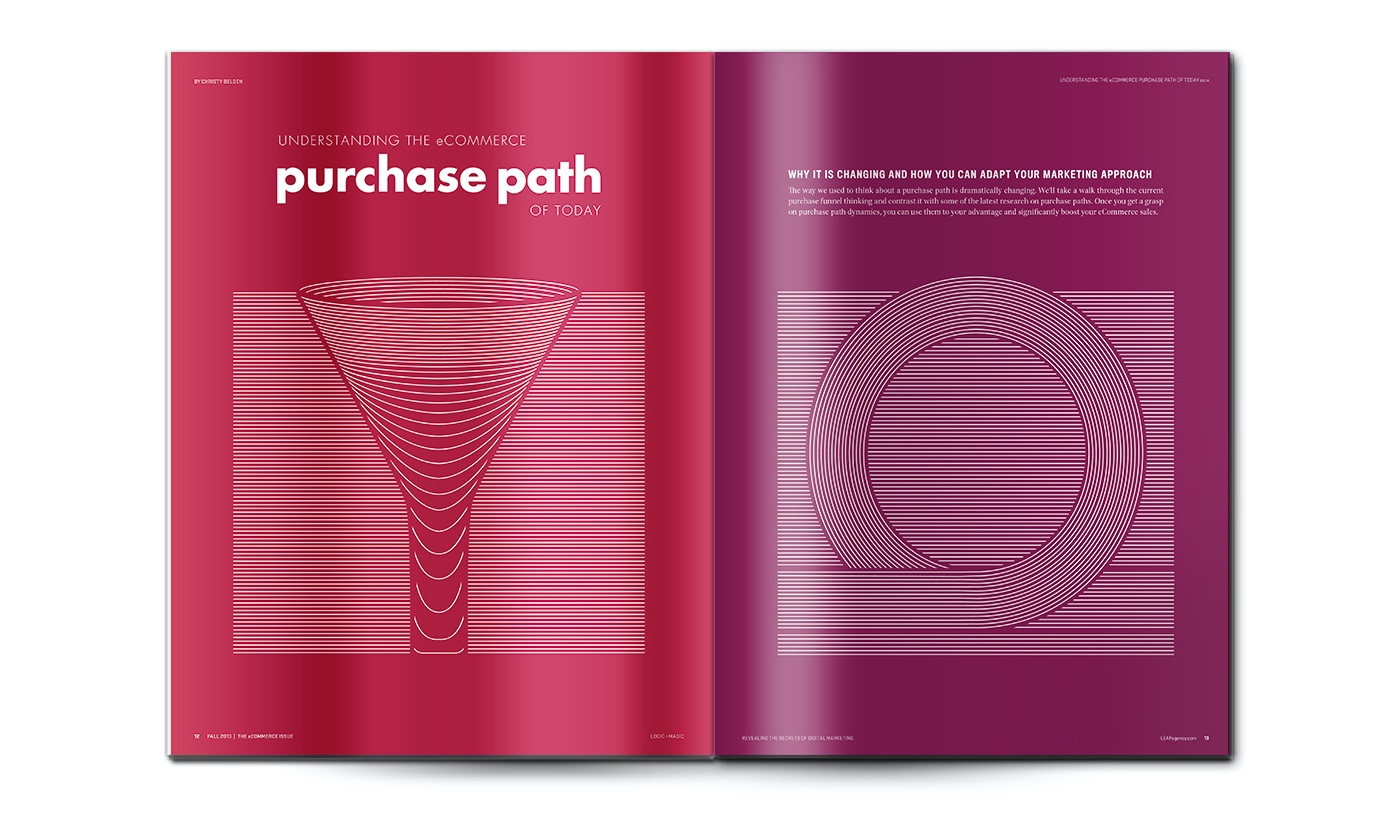 BY CHRISTY BELDEN
UNDERSTANDING THE eCOMMERCE
purchase path
OF TODAY
12 FALL 2013 | THE eCOMMERCE ISSUE
LOGIC + MAGIC
UNDERSTANDING THE eCOMMERCE PURCHASE PATH OF TODAY
WHY IT IS CHANGING AND HOW YOU CAN ADAPT YOUR MARKETING APPROACH
The way we used to think about a purchase path is dramatically changing. We'll take a walk through the current
purchase funnel thinking and contrast it with some of the latest research on purchase paths. Once you get a grasp
on purchase path dynamics, you can use them to your advantage and significantly boost your eCommerce sales.
REVEALING THE SECRETS OF DIGITAL MARKETING
LEAPagency.com 13